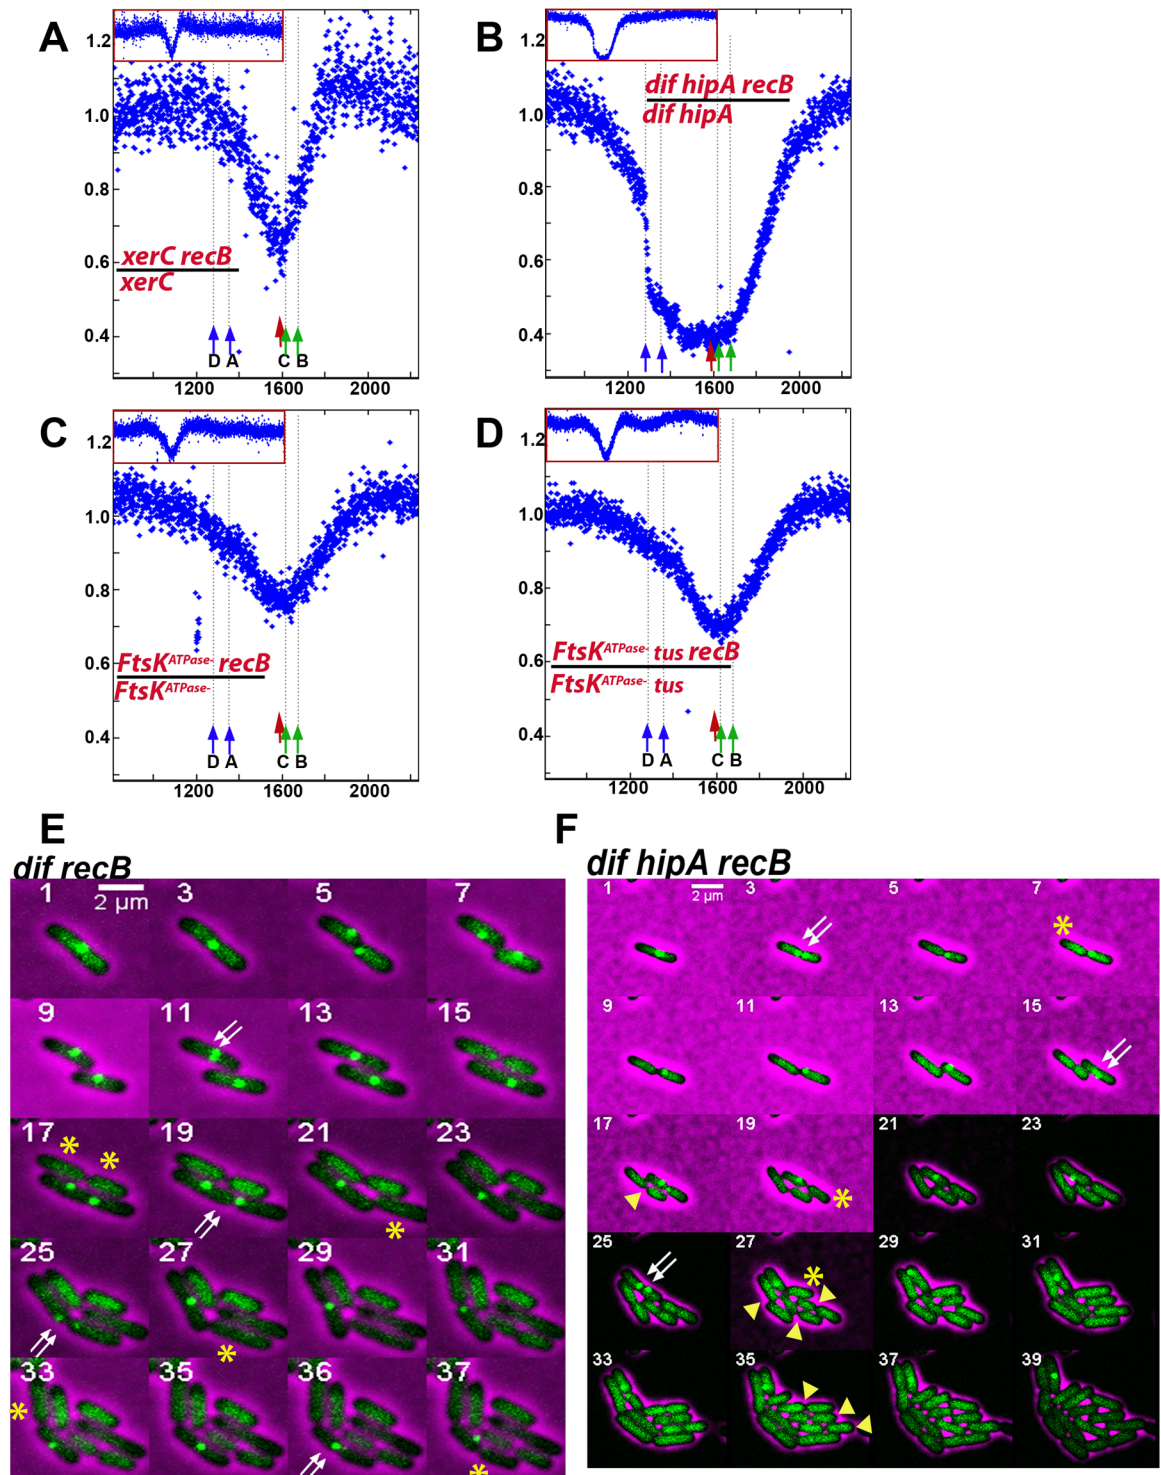 A
B
1.2
1.0
0.8
0.6
0.4
xerC recB
xerC
D A C B
1200 1600 2000
1.2
1.0
0.8
0.6
0.4
dif hipA recB
dif hipA
1200 1600 2000
C
D
1.2
1.0
0.8
0.6
0.4
FtsKATPase- recB
FtsKATPase-
D A C B
1200 1600 2000
1.2
1.0
0.8
0.6
0.4
FtsKATPase- tus recB
FtsKATPase- tus
D A C B
1200 1600 2000
E
dif recB
1 3 5 7
2 µm
9 11 13 15
17 19 21 23
* * *
25 27 29 31
*
33 35 36 37
* *
F
dif hipA recB
1 3 5 7
2 µm
*
9 11 13 15
17 19 21 23
*
25 27 29 31
*
33 35 37 39